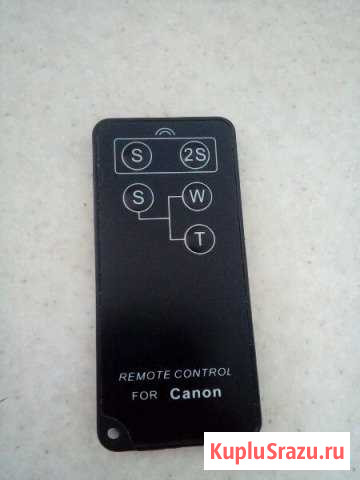 S 2S
S W
T
REMOTE CONTROL
FOR Canon
KupluSrazu.ru